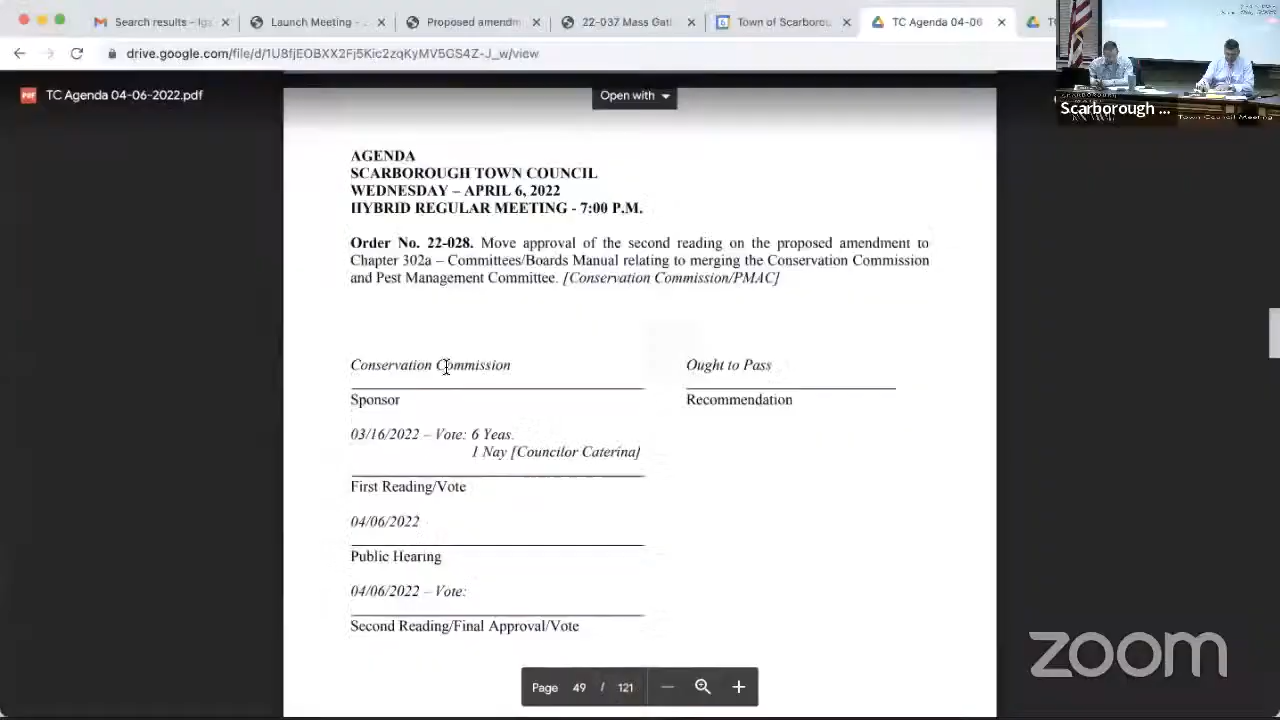 Search results - lga
Launch Meeting -
Proposed amendm
22-037 Mass Gat
Town of Scarborou
TC Agenda 04-06
drive.google.com/file/d/1U8fjEOBXX2Fj5Kic2zqKyMV5GS4Z-J_w/view
PDF TC Agenda 04-06-2022.pdf
Open with
Scarborough ...
Town Council Meeting
AGENDA
SCARBOROUGH TOWN COUNCIL
WEDNESDAY – APRIL 6, 2022
HYBRID REGULAR MEETING - 7:00 P.M.
Order No. 22-028. Move approval of the second reading on the proposed amendment to
Chapter 302a – Committees/Boards Manual relating to merging the Conservation Commission
and Pest Management Committee. [Conservation Commission/PMAC]
Conservation Commission Ought to Pass
Sponsor Recommendation
03/16/2022 – Vote: 6 Yeas.
1 Nay [Councilor Caterina]
First Reading/Vote
04/06/2022
Public Hearing
04/06/2022 – Vote:
Second Reading/Final Approval/Vote
Page 49 / 121
zoom